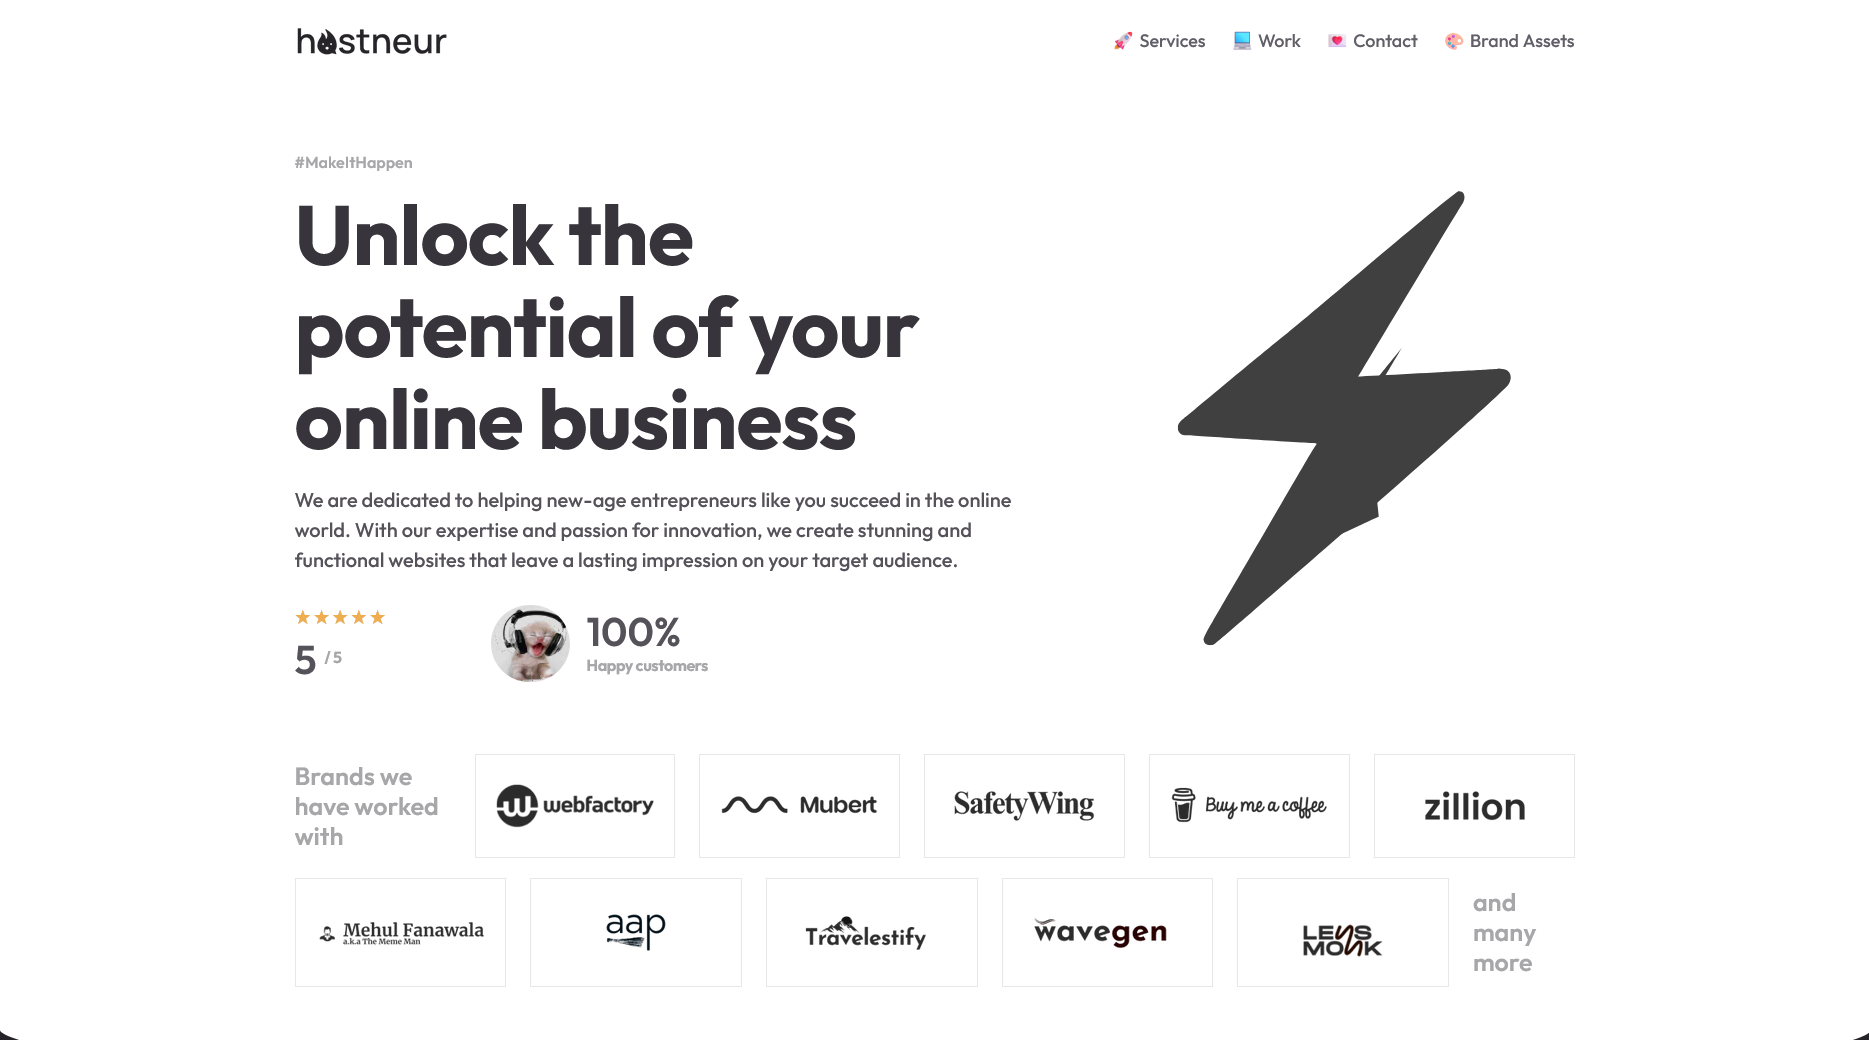 hostneur
Services
Work
Contact
Brand Assets
#MakeItHappen
Unlock the
potential of your
online business
We are dedicated to helping new-age entrepreneurs like you succeed in the online
world. With our expertise and passion for innovation, we create stunning and
functional websites that leave a lasting impression on your target audience.
5 / 5
100%
Happy customers
Brands we
have worked
with
webfactory
Mubert
SafetyWing
Buy me a coffee
zillion
Mehul Fanawala
a.k.a The Meme Man
aap
Travelestify
wavegen
LENS
MONK
and
many
more